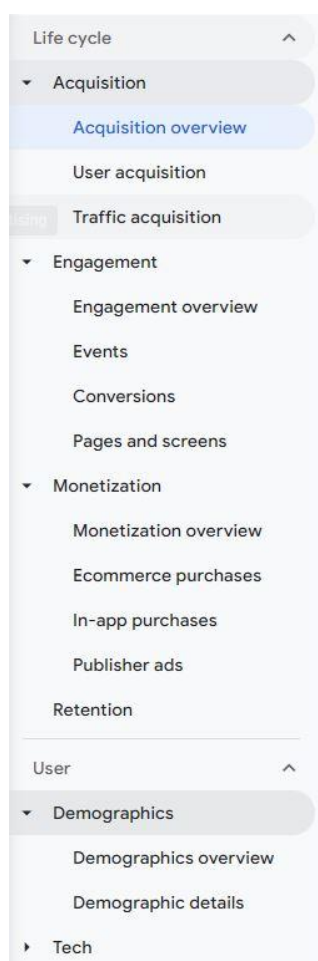 Life cycle
Acquisition
Acquisition overview
User acquisition
Traffic acquisition
Engagement
Engagement overview
Events
Conversions
Pages and screens
Monetization
Monetization overview
Ecommerce purchases
In-app purchases
Publisher ads
Retention
User
Demographics
Demographics overview
Demographic details
Tech